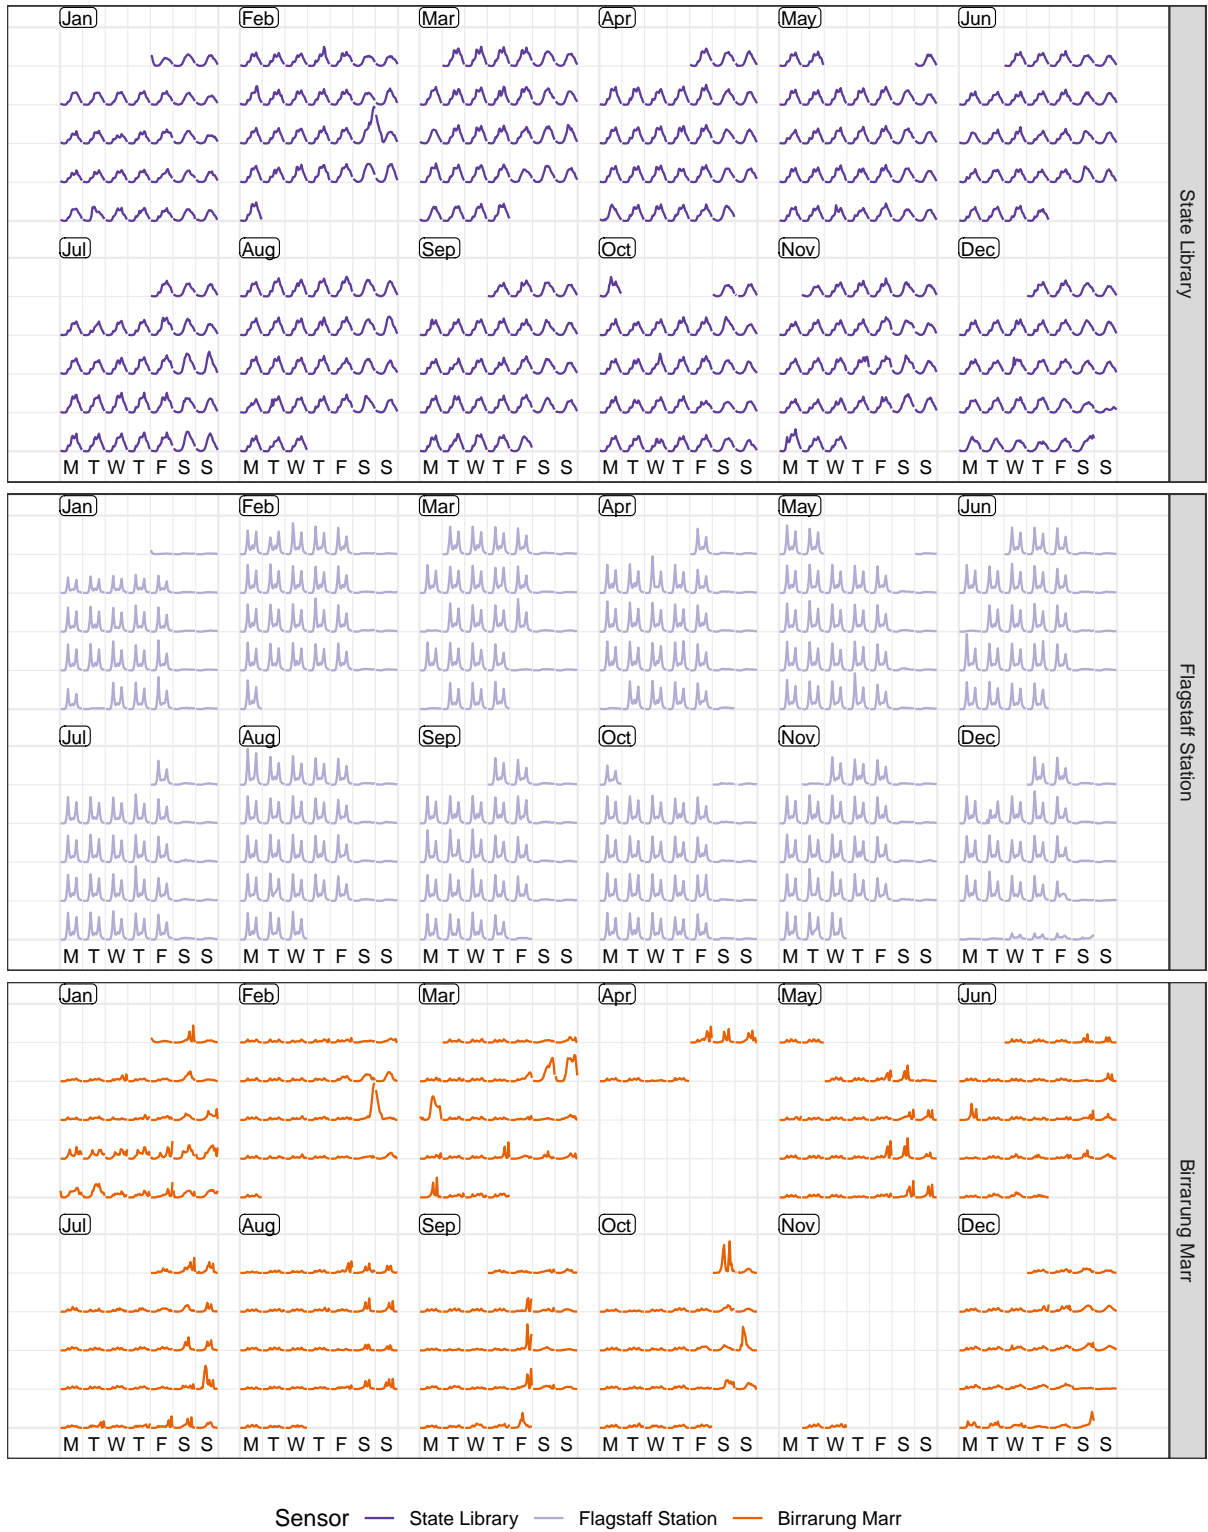 Jan Feb Mar Apr May Jun
Jul Aug Sep Oct Nov Dec
M T W T F S S M T W T F S S M T W T F S S M T W T F S S M T W T F S S M T W T F S S
State Library
Jan Feb Mar Apr May Jun
Jul Aug Sep Oct Nov Dec
M T W T F S S M T W T F S S M T W T F S S M T W T F S S M T W T F S S M T W T F S S
Flagstaff Station
Jan Feb Mar Apr May Jun
Jul Aug Sep Oct Nov Dec
M T W T F S S M T W T F S S M T W T F S S M T W T F S S M T W T F S S M T W T F S S
Birrarung Marr
Sensor State Library Flagstaff Station Birrarung Marr